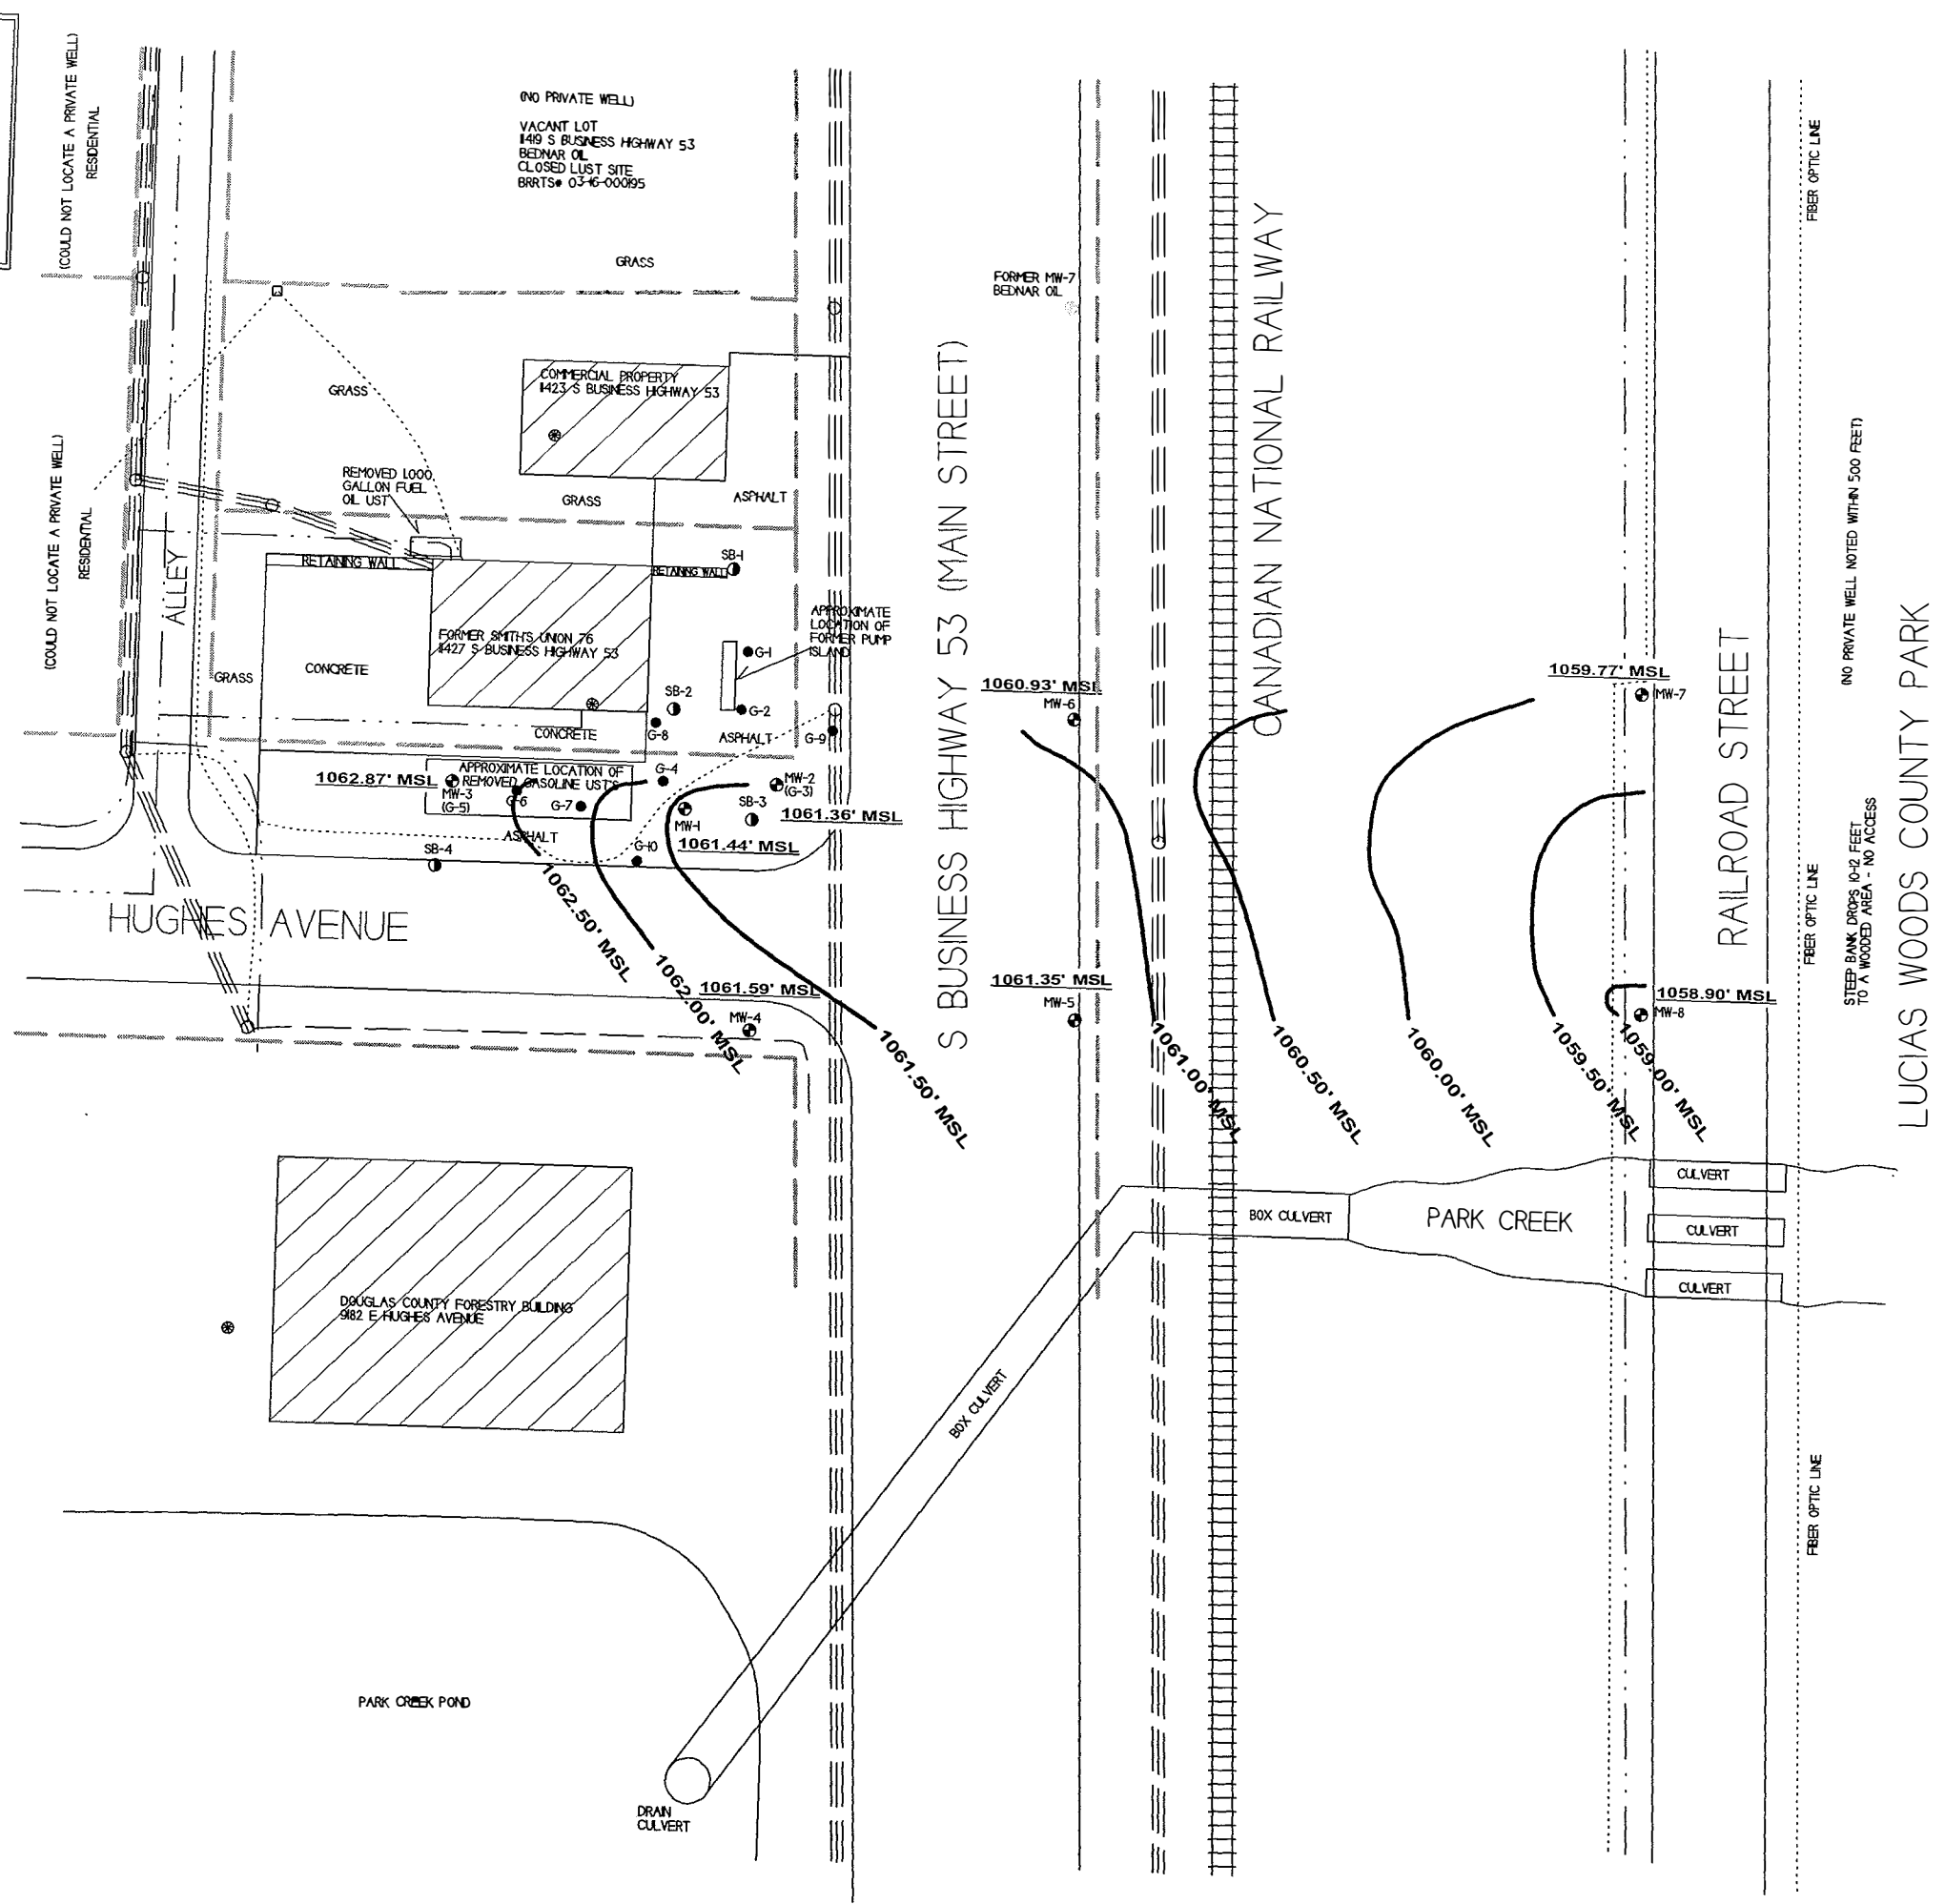 (COULD NOT LOCATE A PRIVATE WELL)
RESIDENTIAL
(NO PRIVATE WELL)
VACANT LOT
11419 S BUSINESS HIGHWAY 53
BEDNAR OIL
CLOSED LUST SITE
BRRTS# 03-16-000195
GRASS
FORMER MW-7
BEDNAR OIL
FIBER OPTIC LINE
CANADIAN NATIONAL RAILWAY
S BUSINESS HIGHWAY 53 (MAIN STREET)
COMMERCIAL PROPERTY
11423 S BUSINESS HIGHWAY 53
GRASS
(COULD NOT LOCATE A PRIVATE WELL)
RESIDENTIAL
REMOVED 1,000
GALLON FUEL
OIL UST
GRASS
ASPHALT
ALLEY
RETAINING WALL
RETAINING WALL
SB-1
APPROXIMATE
LOCATION OF
FORMER PUMP
ISLAND
FORMER SMITH'S UNION 76
11427 S BUSINESS HIGHWAY 53
G-1
GRASS
CONCRETE
SB-2
G-2
G-8
CONCRETE
ASPHALT
G-9
1060.93' MSL
MW-6
1059.77' MSL
MW-7
RAILROAD STREET
(NO PRIVATE WELL NOTED WITHIN 500 FEET)
LUCIAS WOODS COUNTY PARK
1062.87' MSL
MW-3
(G-5)
APPROXIMATE LOCATION OF
REMOVED GASOLINE UST'S
G-6
G-7
G-4
MW-2
(G-3)
SB-3
1061.36' MSL
MW-1
1061.44' MSL
ASPHALT
SB-4
G-10
HUGHES AVENUE
1062.50' MSL
1062.00' MSL
1061.59' MSL
MW-4
1061.50' MSL
1061.35' MSL
MW-5
1061.00' MSL
1060.50' MSL
1060.00' MSL
1059.50' MSL
1059.00' MSL
1058.90' MSL
MW-8
FIBER OPTIC LINE
STEEP BANK DROPS 10-12 FEET
TO A WOODED AREA - NO ACCESS
CULVERT
BOX CULVERT
PARK CREEK
CULVERT
CULVERT
DOUGLAS COUNTY FORESTRY BUILDING
9182 E HUGHES AVENUE
BOX CULVERT
FIBER OPTIC LINE
PARK CREEK POND
DRAIN
CULVERT